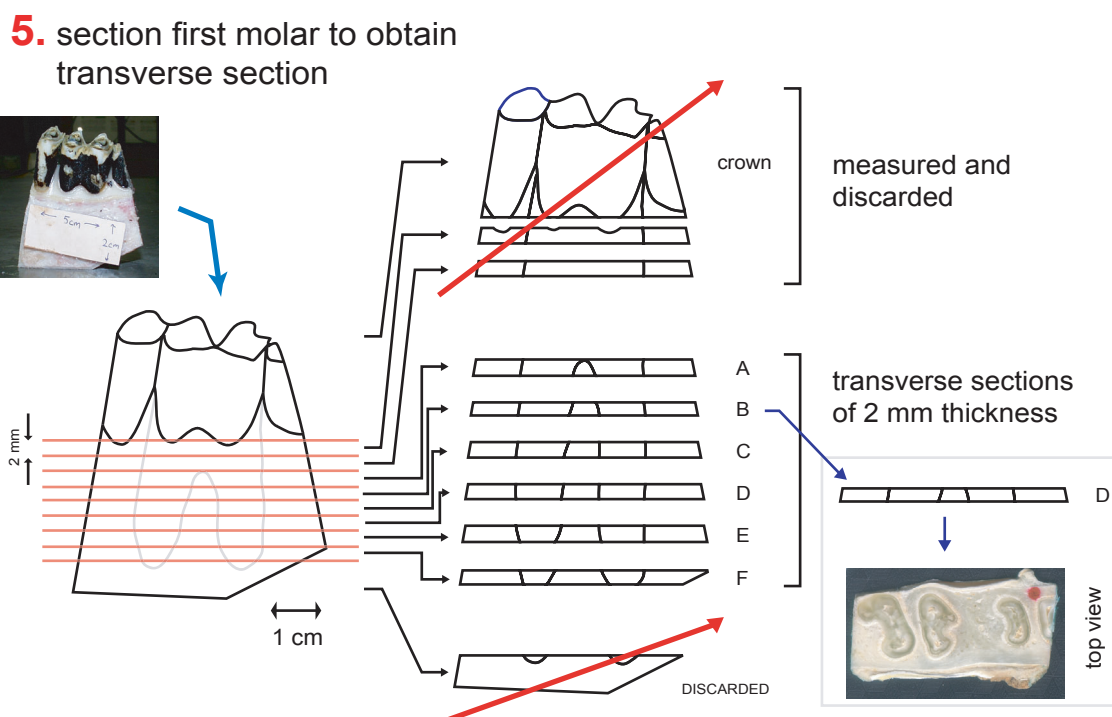 5. section first molar to obtain
transverse section
5cm
2cm
crown
measured and
discarded
2 mm
1 cm
A
B
C
D
E
F
transverse sections
of 2 mm thickness
D
top view
DISCARDED